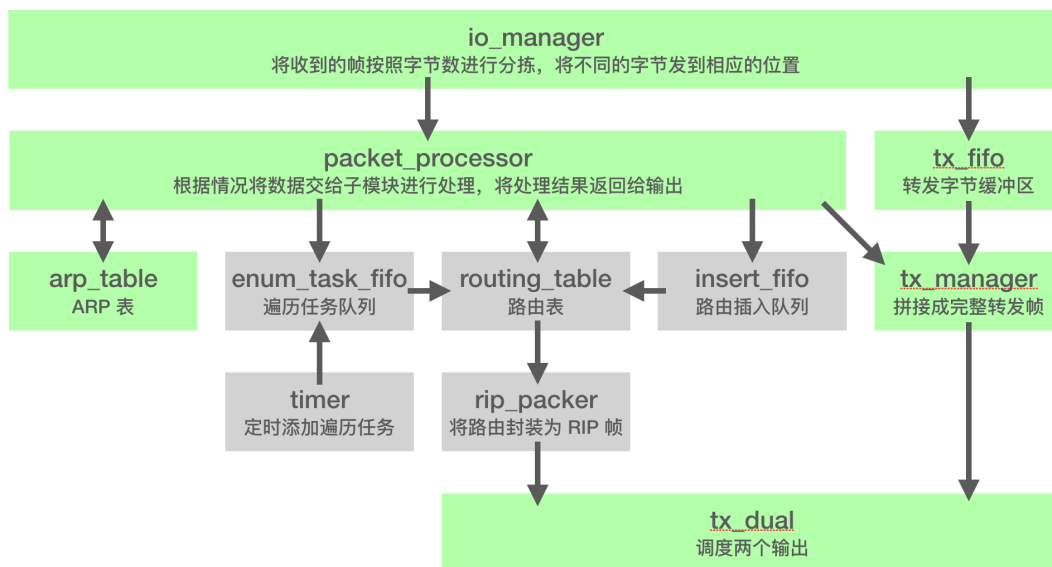 io_manager
将收到的帧按照字节数进行分拣，将不同的字节发到相应的位置
packet_processor
根据情况将数据交给子模块进行处理，将处理结果返回给输出
tx_fifo
转发字节缓冲区
arp_table
ARP 表
enum_task_fifo
遍历任务队列
routing_table
路由表
insert_fifo
路由插入队列
tx_manager
拼接成完整转发帧
timer
定时添加遍历任务
rip_packer
将路由封装为 RIP 帧
tx_dual
调度两个输出